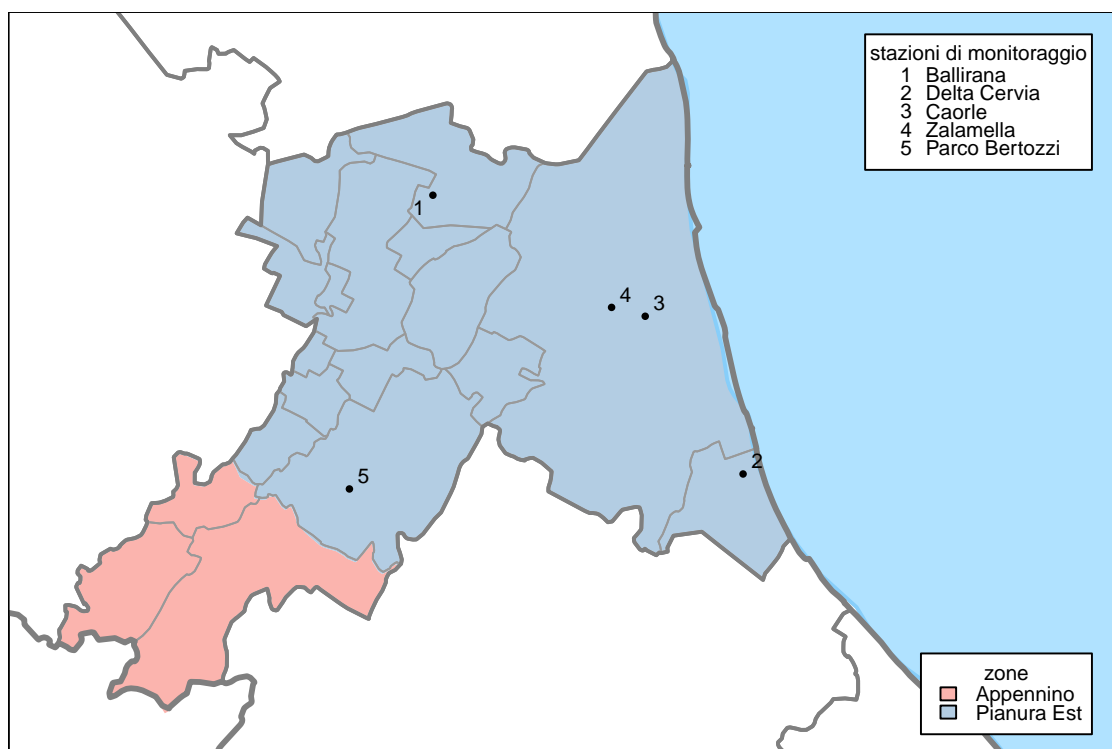 stazioni di monitoraggio
1 Ballirana
2 Delta Cervia
3 Caorle
4 Zalamella
5 Parco Bertozzi
1
4
3
2
5
zone
Appennino
Pianura Est